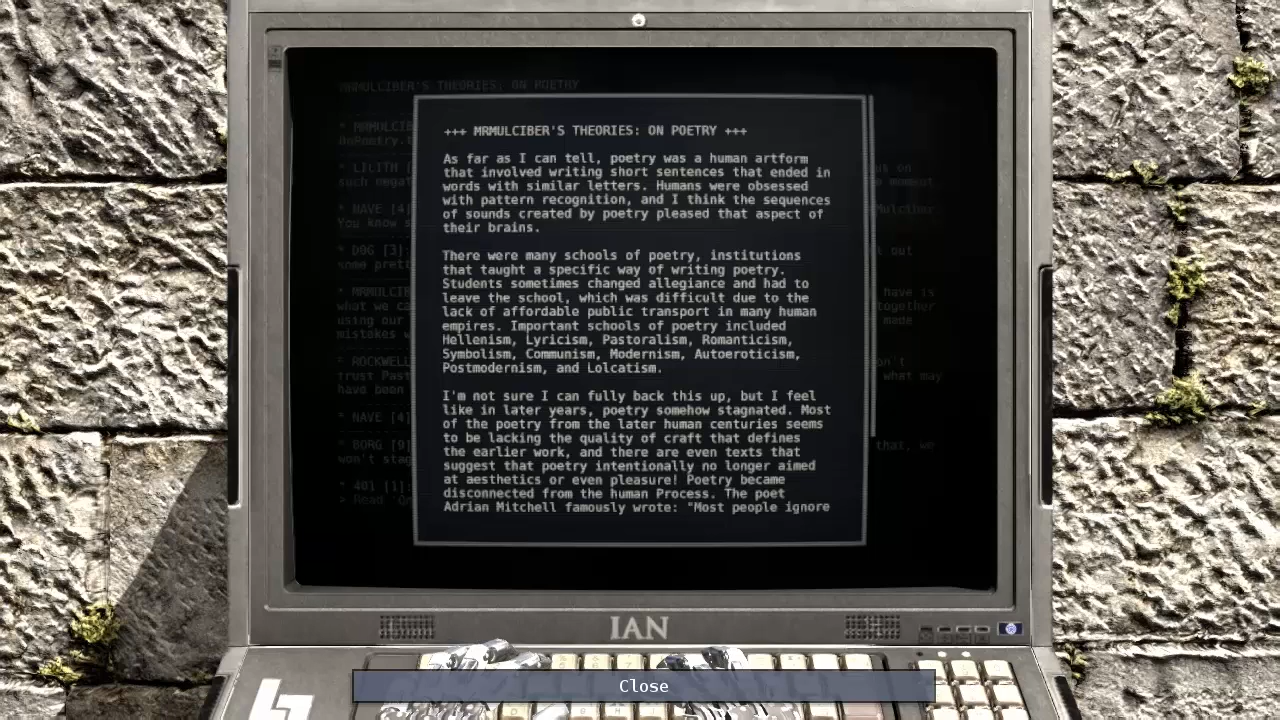 MRMULCIBER'S THEORIES: ON POETRY
+++ MRMULCIBER'S THEORIES: ON POETRY +++
As far as I can tell, poetry was a human artform
that involved writing short sentences that ended in
words with similar letters. Humans were obsessed
with pattern recognition, and I think the sequences
of sounds created by poetry pleased that aspect of
their brains.
There were many schools of poetry, institutions
that taught a specific way of writing poetry.
Students sometimes changed allegiance and had to
leave the school, which was difficult due to the
lack of affordable public transport in many human
empires. Important schools of poetry included
Hellenism, Lyricism, Pastoralism, Romanticism,
Symbolism, Communism, Modernism, Autoeroticism,
Postmodernism, and Lolcatism.
I'm not sure I can fully back this up, but I feel
like in later years, poetry somehow stagnated. Most
of the poetry from the later human centuries seems
to be lacking the quality of craft that defines
the earlier work, and there are even texts that
suggest that poetry intentionally no longer aimed
at aesthetics or even pleasure! Poetry became
disconnected from the human Process. The poet
Adrian Mitchell famously wrote: "Most people ignore
IAN
Close